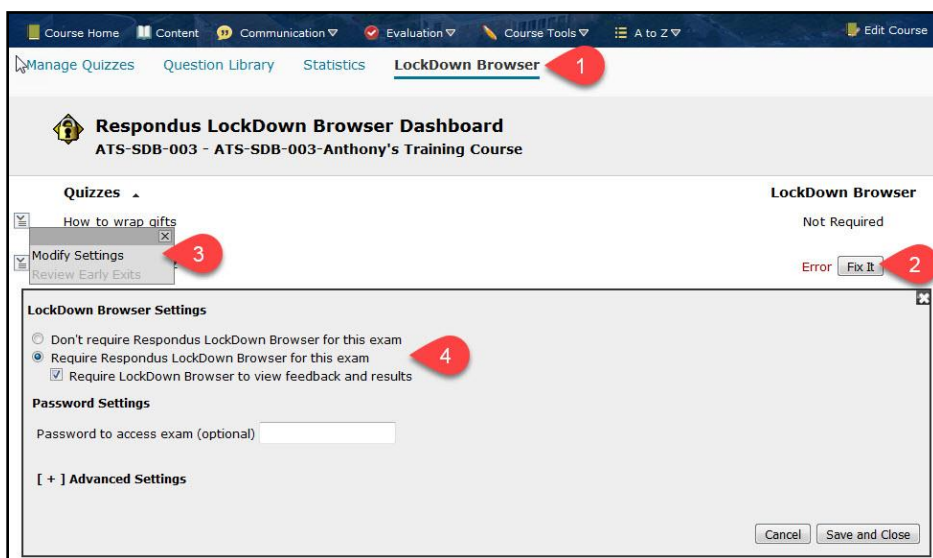 Course Home Content Communication Evaluation Course Tools A to Z Edit Course
Manage Quizzes Question Library Statistics LockDown Browser 1
Respondus LockDown Browser Dashboard
ATS-SDB-003 - ATS-SDB-003-Anthony's Training Course
Quizzes LockDown Browser
How to wrap gifts Not Required
Modify Settings 3
Review Early Exits
Error Fix It 2
LockDown Browser Settings
Don't require Respondus LockDown Browser for this exam
Require Respondus LockDown Browser for this exam 4
Require LockDown Browser to view feedback and results
Password Settings
Password to access exam (optional)
[ + ] Advanced Settings
Cancel Save and Close